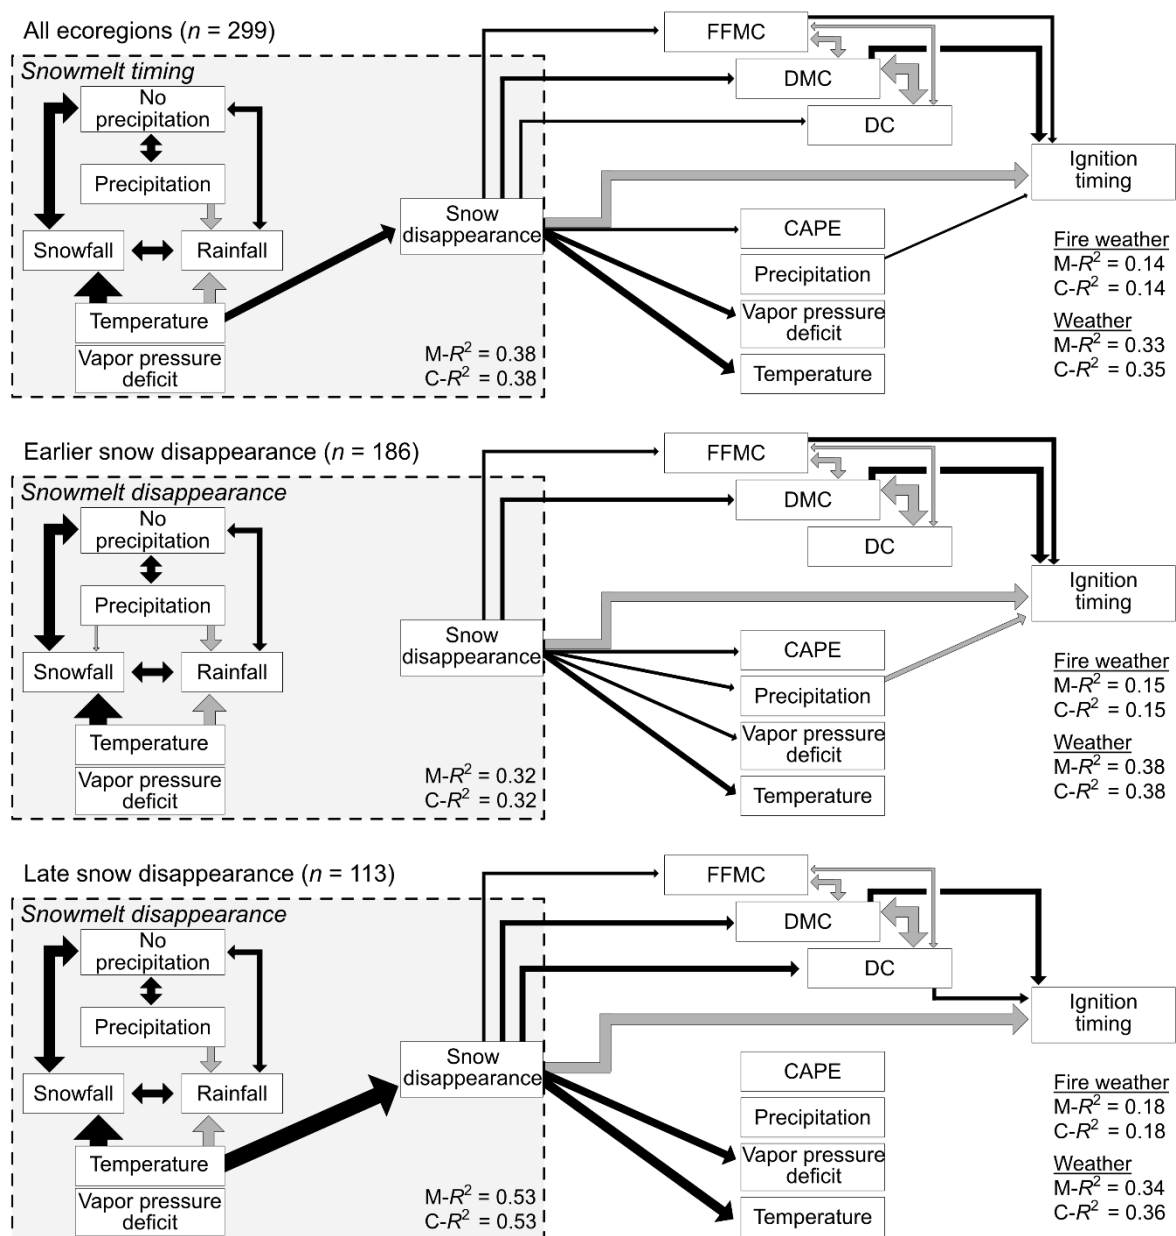 All ecoregions (n = 299)
Snowmelt timing
No
precipitation
Precipitation
Snowfall
Rainfall
Temperature
Vapor pressure
deficit
M-R² = 0.38
C-R² = 0.38
Snow
disappearance
FFMC
DMC
DC
CAPE
Precipitation
Vapor pressure
deficit
Temperature
Ignition
timing
Fire weather
M-R² = 0.14
C-R² = 0.14
Weather
M-R² = 0.33
C-R² = 0.35
Earlier snow disappearance (n = 186)
Snowmelt disappearance
No
precipitation
Precipitation
Snowfall
Rainfall
Temperature
Vapor pressure
deficit
M-R² = 0.32
C-R² = 0.32
Snow
disappearance
FFMC
DMC
DC
CAPE
Precipitation
Vapor pressure
deficit
Temperature
Ignition
timing
Fire weather
M-R² = 0.15
C-R² = 0.15
Weather
M-R² = 0.38
C-R² = 0.38
Late snow disappearance (n = 113)
Snowmelt disappearance
No
precipitation
Precipitation
Snowfall
Rainfall
Temperature
Vapor pressure
deficit
M-R² = 0.53
C-R² = 0.53
Snow
disappearance
FFMC
DMC
DC
CAPE
Precipitation
Vapor pressure
deficit
Temperature
Ignition
timing
Fire weather
M-R² = 0.18
C-R² = 0.18
Weather
M-R² = 0.34
C-R² = 0.36